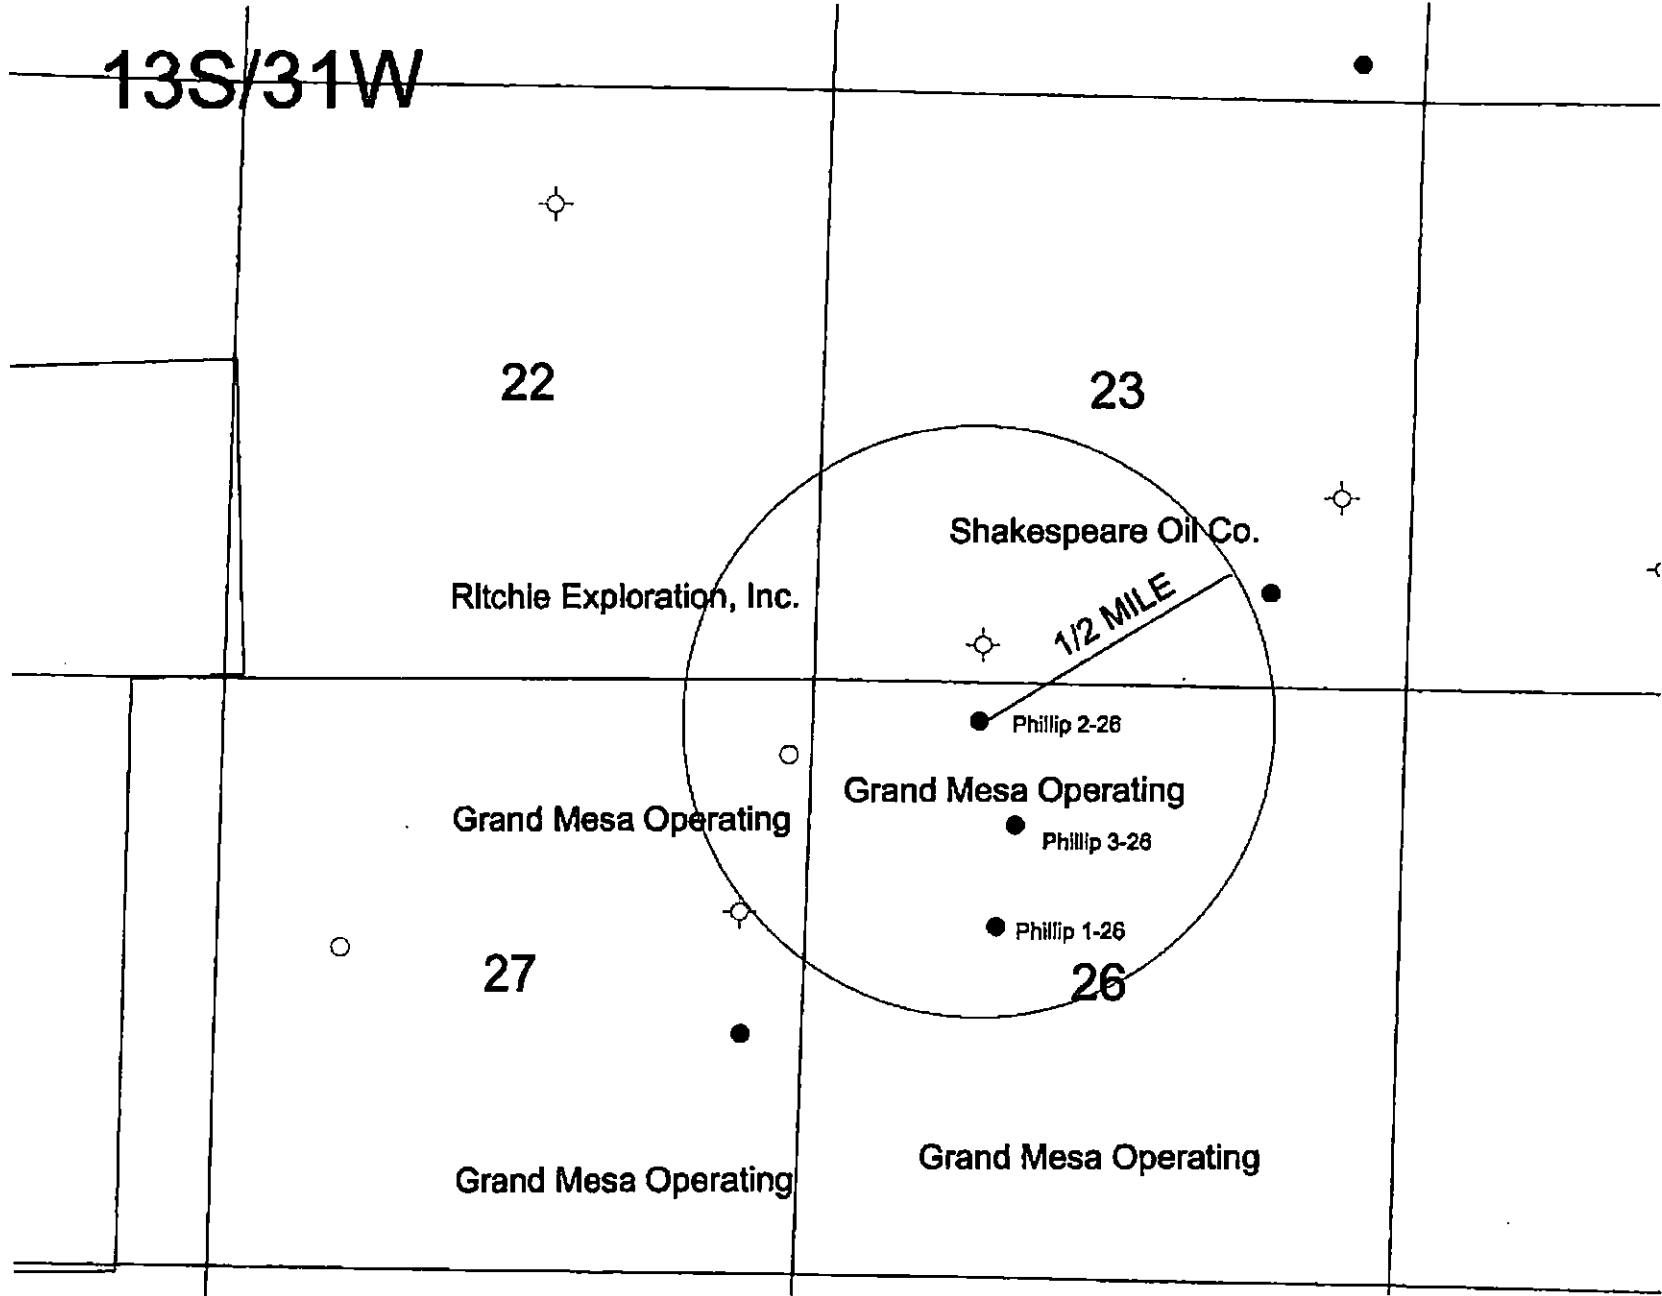 13S/31W
22
23
Shakespeare Oil Co.
Ritchie Exploration, Inc.
1/2 MILE
Phillip 2-26
Grand Mesa Operating
Grand Mesa Operating
Phillip 3-26
Phillip 1-26
27
26
Grand Mesa Operating
Grand Mesa Operating